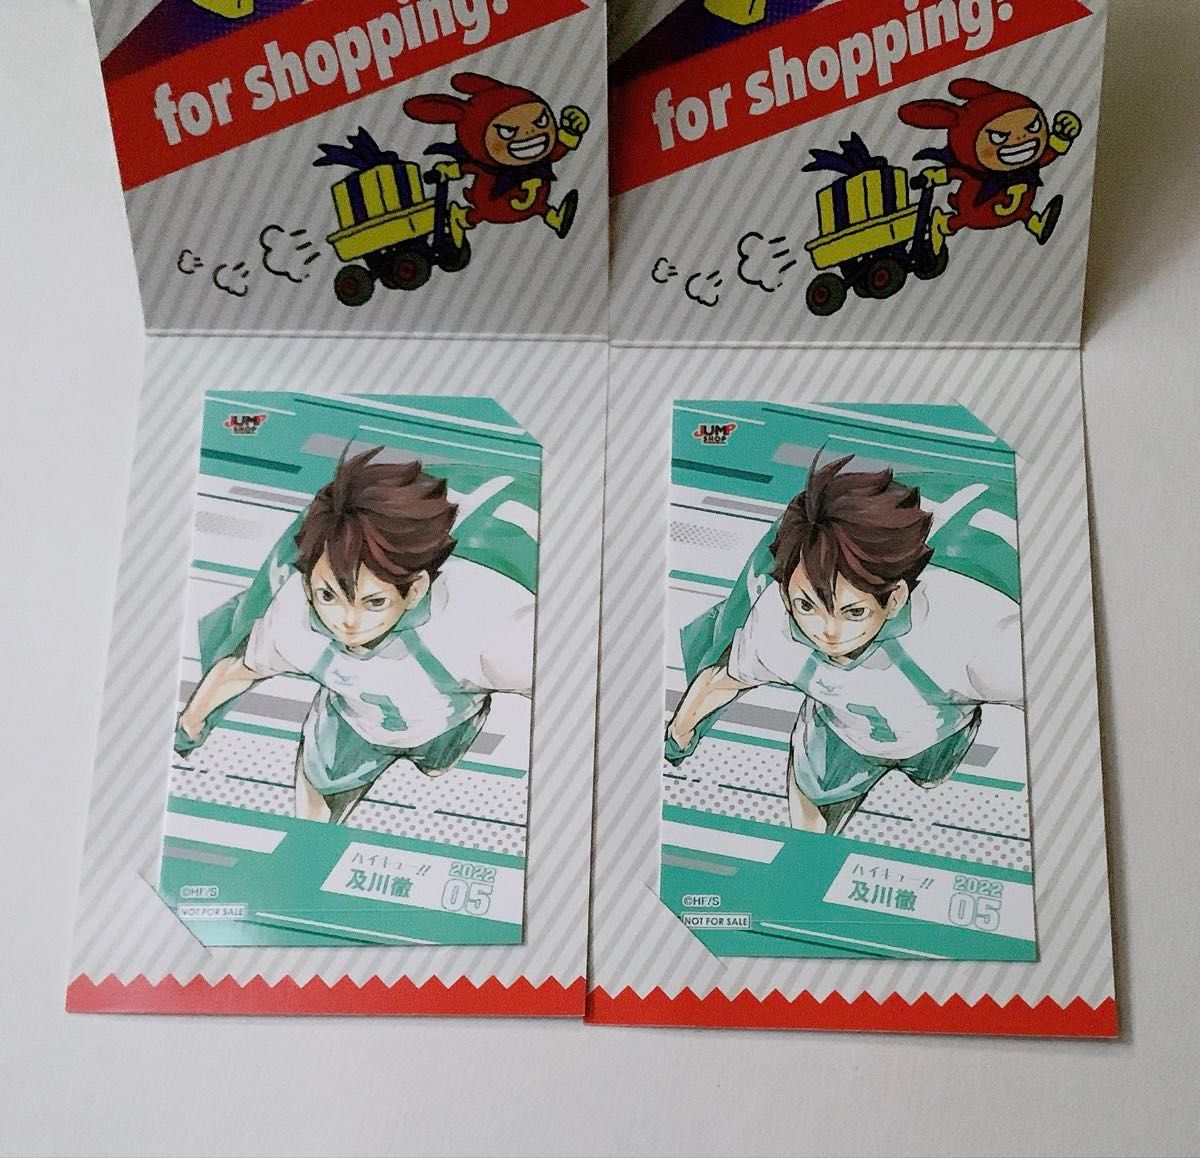 for shopping!
for shopping!
J
J
JUMP
SHOP
JUMP
SHOP
ハイキュー!!
及川徹
2022
05
©HF/S
NOT FOR SALE
ハイキュー!!
及川徹
2022
05
©HF/S
NOT FOR SALE